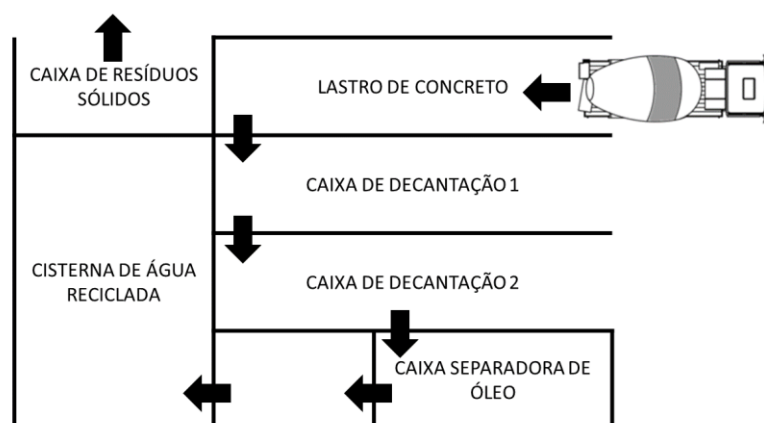 CAIXA DE RESÍDUOS
SÓLIDOS
LASTRO DE CONCRETO
CAIXA DE DECANTAÇÃO 1
CISTERNA DE ÁGUA
RECICLADA
CAIXA DE DECANTAÇÃO 2
CAIXA SEPARADORA DE
ÓLEO